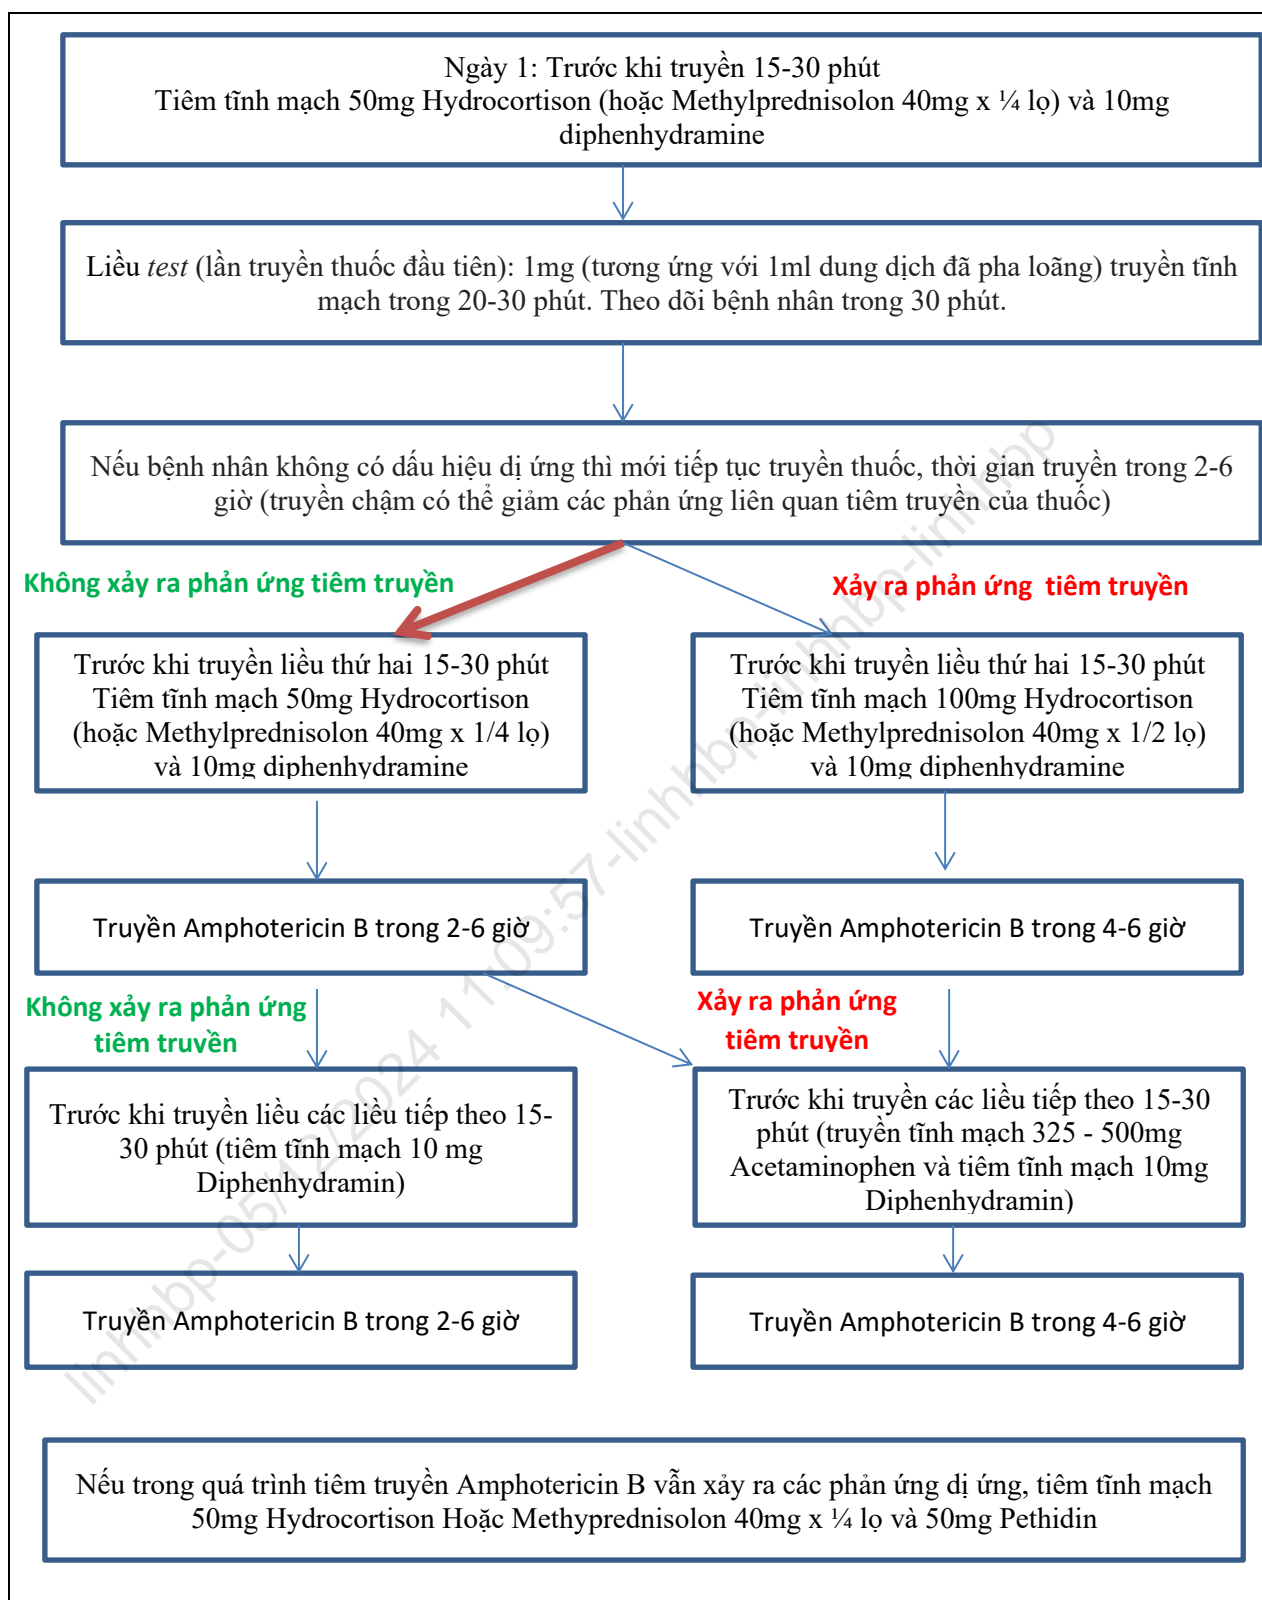 Ngày 1: Trước khi truyền 15-30 phút
Tiêm tĩnh mạch 50mg Hydrocortison (hoặc Methylprednisolon 40mg x ¼ lọ) và 10mg
diphenhydramine
Liều test (lần truyền thuốc đầu tiên): 1mg (tương ứng với 1ml dung dịch đã pha loãng) truyền tĩnh
mạch trong 20-30 phút. Theo dõi bệnh nhân trong 30 phút.
Nếu bệnh nhân không có dấu hiệu dị ứng thì mới tiếp tục truyền thuốc, thời gian truyền trong 2-6
giờ (truyền chậm có thể giảm các phản ứng liên quan tiêm truyền của thuốc)
Không xảy ra phản ứng tiêm truyền
Xảy ra phản ứng tiêm truyền
Trước khi truyền liều thứ hai 15-30 phút
Tiêm tĩnh mạch 50mg Hydrocortison
(hoặc Methylprednisolon 40mg x 1/4 lọ)
và 10mg diphenhydramine
Trước khi truyền liều thứ hai 15-30 phút
Tiêm tĩnh mạch 100mg Hydrocortison
(hoặc Methylprednisolon 40mg x 1/2 lọ)
và 10mg diphenhydramine
Truyền Amphotericin B trong 2-6 giờ
Truyền Amphotericin B trong 4-6 giờ
Không xảy ra phản ứng
tiêm truyền
Xảy ra phản ứng
tiêm truyền
Trước khi truyền liều các liều tiếp theo 15-
30 phút (tiêm tĩnh mạch 10 mg
Diphenhydramin)
Trước khi truyền các liều tiếp theo 15-30
phút (truyền tĩnh mạch 325 - 500mg
Acetaminophen và tiêm tĩnh mạch 10mg
Diphenhydramin)
Truyền Amphotericin B trong 2-6 giờ
Truyền Amphotericin B trong 4-6 giờ
Nếu trong quá trình tiêm truyền Amphotericin B vẫn xảy ra các phản ứng dị ứng, tiêm tĩnh mạch
50mg Hydrocortison Hoặc Methyprednisolon 40mg x ¼ lọ và 50mg Pethidin
linhhbp-05/12/2024 11:09:57-linhhbp-linhhbp-linhhbp